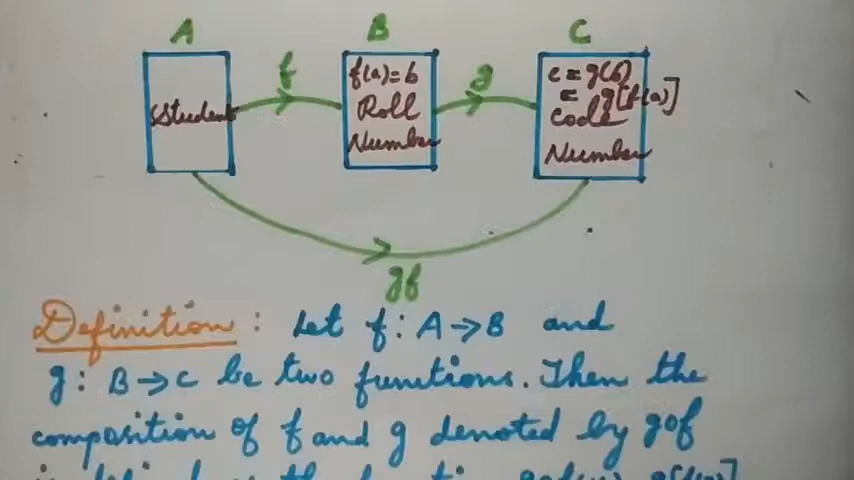 A B C
f g
Student
f(a)=b
Roll
Number
c = g(b)
= g[f(a)]
Code
Number
gf
Definition : Let f : A→B and
g : B→C be two functions. Then the
composition of f and g denoted by gof